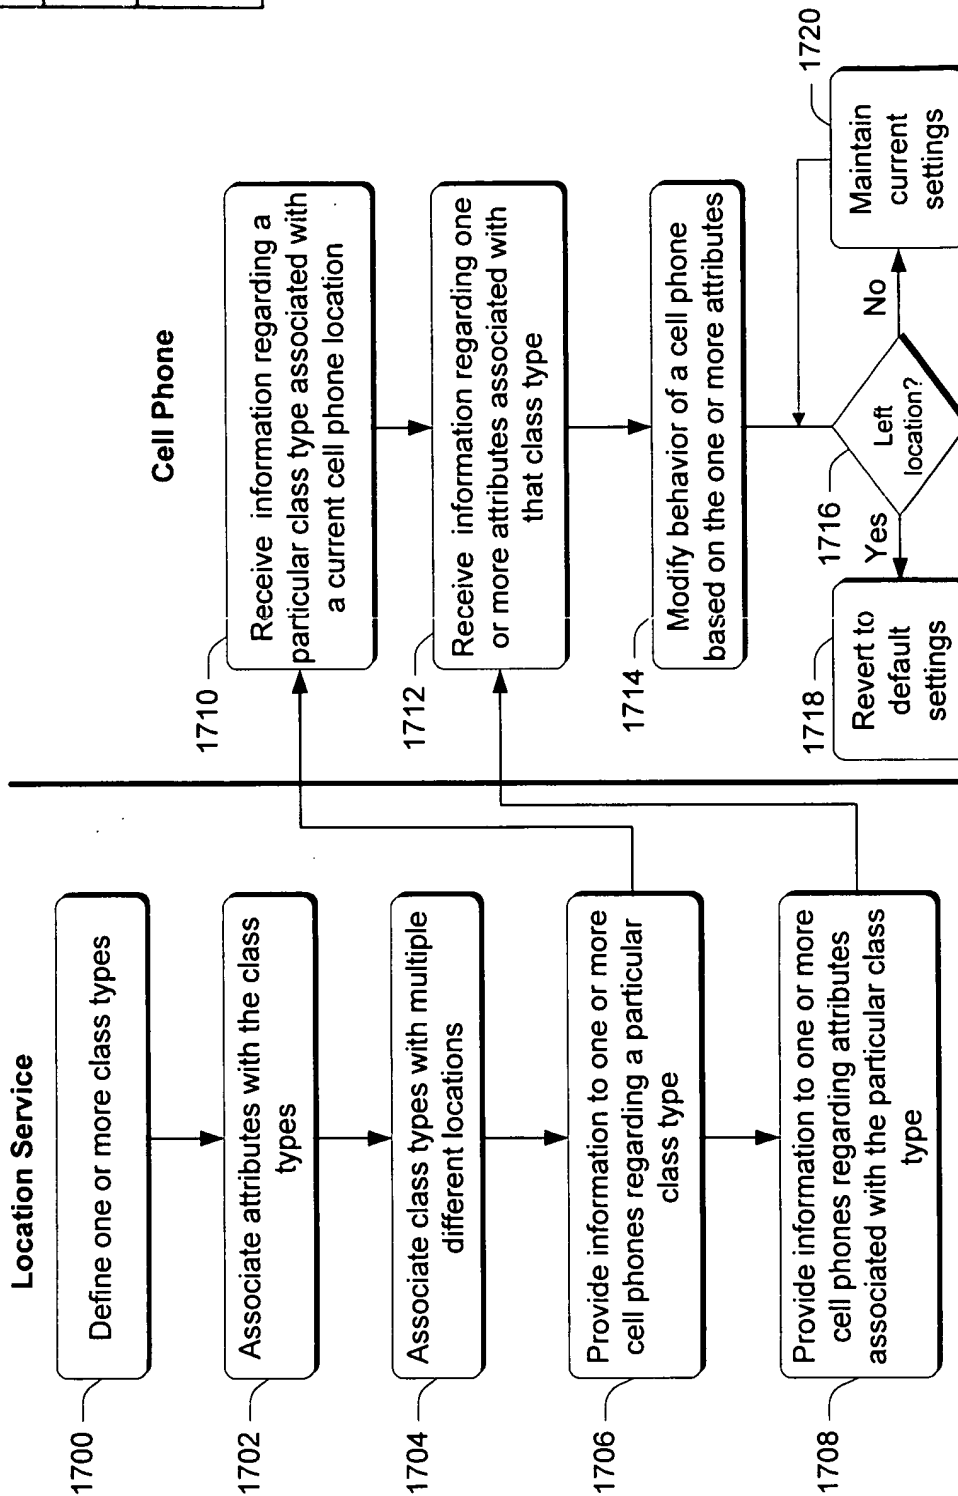 Location Service
1700
Define one or more class types
1702
Associate attributes with the class
types
1704
Associate class types with multiple
different locations
1706
Provide information to one or more
cell phones regarding a particular
class type
1708
Provide information to one or more
cell phones regarding attributes
associated with the particular class
type
Cell Phone
1710
Receive information regarding a
particular class type associated with
a current cell phone location
1712
Receive information regarding one
or more attributes associated with
that class type
1714
Modify behavior of a cell phone
based on the one or more attributes
1716
Left
location?
Yes
No
1718
Revert to
default
settings
1720
Maintain
current
settings